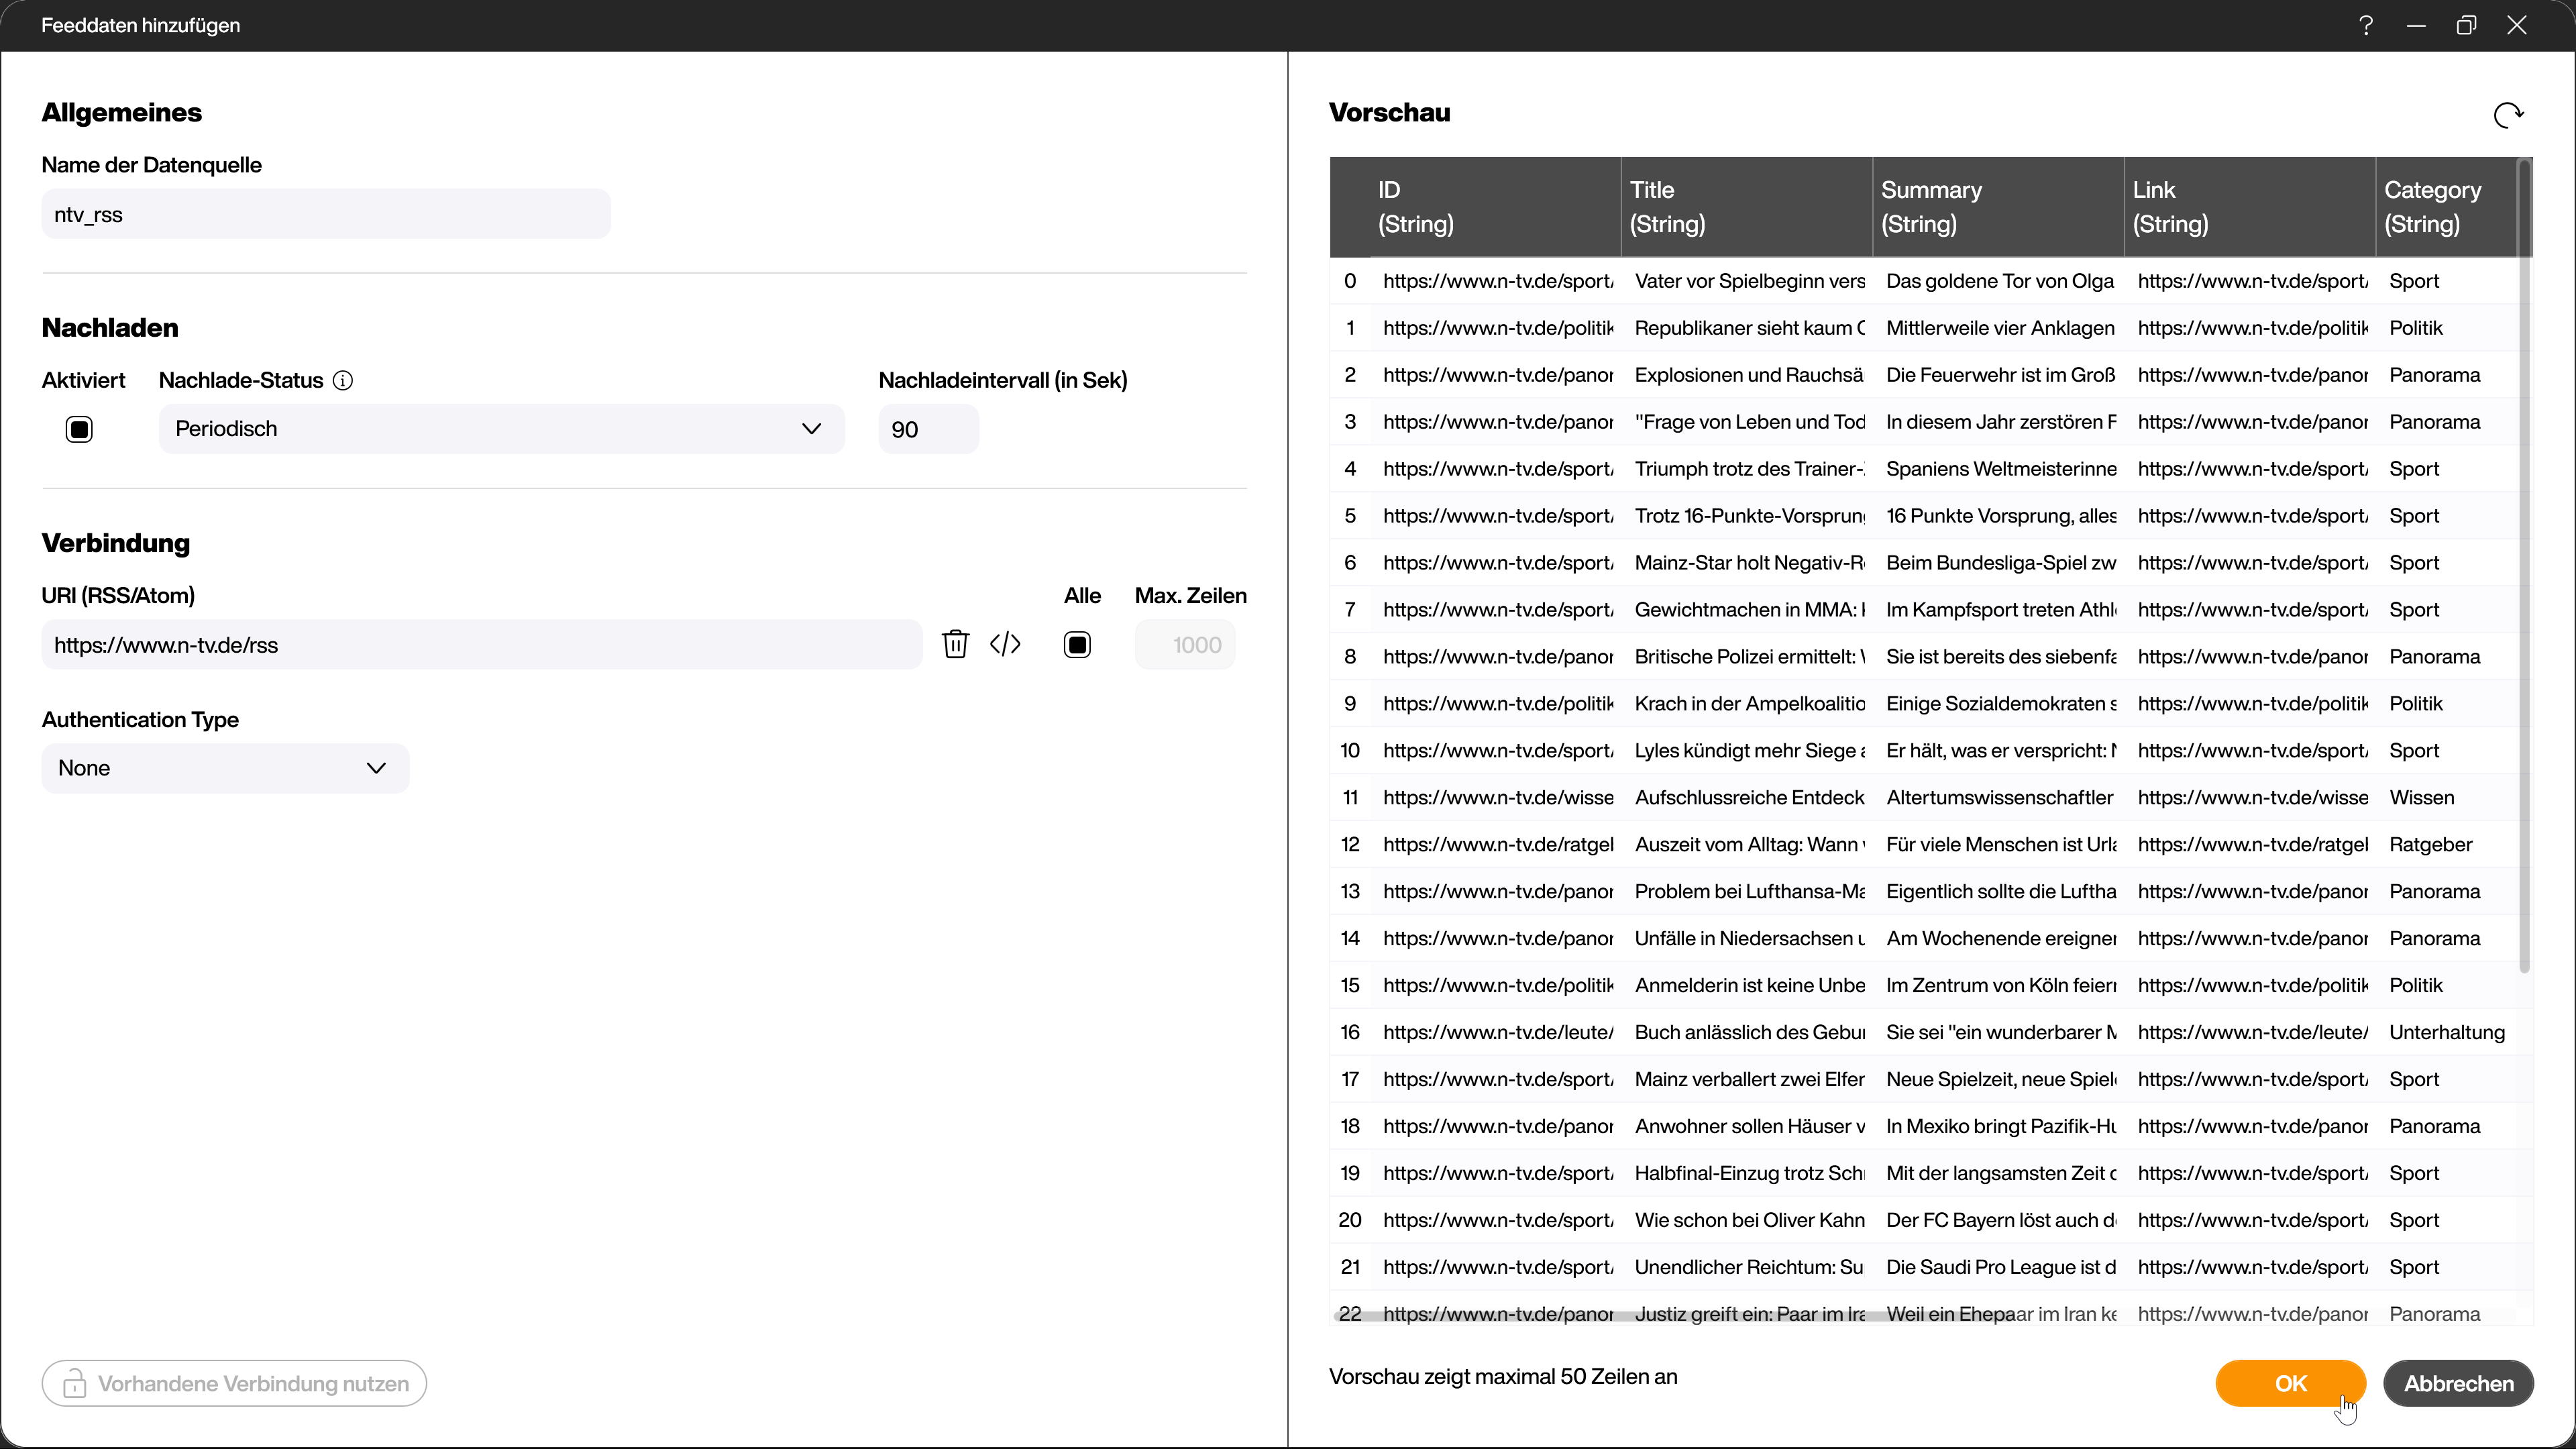 Feeddaten hinzufügen
Allgemeines
Name der Datenquelle
ntv_rss
Nachladen
Aktiviert Nachlade-Status Nachladeintervall (in Sek)
Periodisch 90
Verbindung
URI (RSS/Atom) Alle Max. Zeilen
https://www.n-tv.de/rss 1000
Authentication Type
None
Vorhandene Verbindung nutzen
Vorschau
ID Title Summary Link Category
(String) (String) (String) (String) (String)
0 https://www.n-tv.de/sport/ Vater vor Spielbeginn vers Das goldene Tor von Olga https://www.n-tv.de/sport/ Sport
1 https://www.n-tv.de/politik Republikaner sieht kaum Mittlerweile vier Anklagen https://www.n-tv.de/politik Politik
2 https://www.n-tv.de/panor Explosionen und Rauchsä Die Feuerwehr ist im Groß https://www.n-tv.de/panor Panorama
3 https://www.n-tv.de/panor "Frage von Leben und Tod In diesem Jahr zerstören https://www.n-tv.de/panor Panorama
4 https://www.n-tv.de/sport/ Triumph trotz des Trainer- Spaniens Weltmeisterinne https://www.n-tv.de/sport/ Sport
5 https://www.n-tv.de/sport/ Trotz 16-Punkte-Vorsprung 16 Punkte Vorsprung, alles https://www.n-tv.de/sport/ Sport
6 https://www.n-tv.de/sport/ Mainz-Star holt Negativ-R Beim Bundesliga-Spiel zw https://www.n-tv.de/sport/ Sport
7 https://www.n-tv.de/sport/ Gewichtmachen in MMA: Im Kampfsport treten Athl https://www.n-tv.de/sport/ Sport
8 https://www.n-tv.de/panor Britische Polizei ermittelt: Sie ist bereits des siebenfa https://www.n-tv.de/panor Panorama
9 https://www.n-tv.de/politik Krach in der Ampelkoalitio Einige Sozialdemokraten s https://www.n-tv.de/politik Politik
10 https://www.n-tv.de/sport/ Lyles kündigt mehr Siege a Er hält, was er verspricht: https://www.n-tv.de/sport/ Sport
11 https://www.n-tv.de/wisse Aufschlussreiche Entdeck Altertumswissenschaftler https://www.n-tv.de/wisse Wissen
12 https://www.n-tv.de/ratgel Auszeit vom Alltag: Wann Für viele Menschen ist Urla https://www.n-tv.de/ratgel Ratgeber
13 https://www.n-tv.de/panor Problem bei Lufthansa-Ma Eigentlich sollte die Luftha https://www.n-tv.de/panor Panorama
14 https://www.n-tv.de/panor Unfälle in Niedersachsen u Am Wochenende ereigner https://www.n-tv.de/panor Panorama
15 https://www.n-tv.de/politik Anmelderin ist keine Unbe Im Zentrum von Köln feierr https://www.n-tv.de/politik Politik
16 https://www.n-tv.de/leute/ Buch anlässlich des Gebur Sie sei "ein wunderbarer https://www.n-tv.de/leute/ Unterhaltung
17 https://www.n-tv.de/sport/ Mainz verballert zwei Elfer Neue Spielzeit, neue Spiel https://www.n-tv.de/sport/ Sport
18 https://www.n-tv.de/panor Anwohner sollen Häuser v In Mexiko bringt Pazifik-Hu https://www.n-tv.de/panor Panorama
19 https://www.n-tv.de/sport/ Halbfinal-Einzug trotz Sch Mit der langsamsten Zeit https://www.n-tv.de/sport/ Sport
20 https://www.n-tv.de/sport/ Wie schon bei Oliver Kahn Der FC Bayern löst auch d https://www.n-tv.de/sport/ Sport
21 https://www.n-tv.de/sport/ Unendlicher Reichtum: Su Die Saudi Pro League ist d https://www.n-tv.de/sport/ Sport
22 https://www.n-tv.de/panor Justiz greift ein: Paar im Ira Weil ein Ehepaar im Iran ke https://www.n-tv.de/panor Panorama
Vorschau zeigt maximal 50 Zeilen an
OK Abbrechen